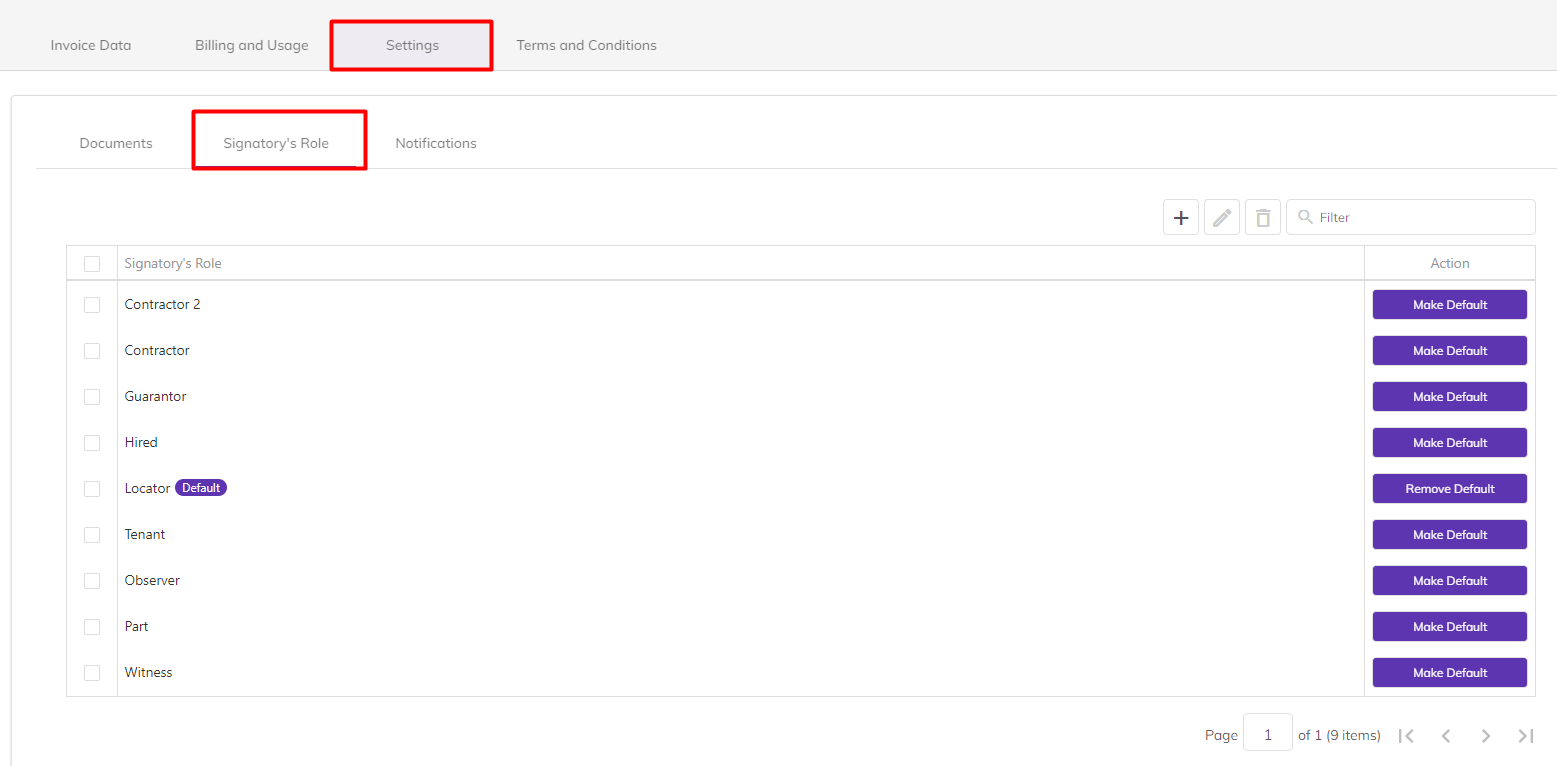 Invoice Data Billing and Usage Settings Terms and Conditions
Documents Signatory's Role Notifications
Filter
Signatory's Role Action
Contractor 2 Make Default
Contractor Make Default
Guarantor Make Default
Hired Make Default
Locator Default Remove Default
Tenant Make Default
Observer Make Default
Part Make Default
Witness Make Default
Page 1 of 1 (9 items)